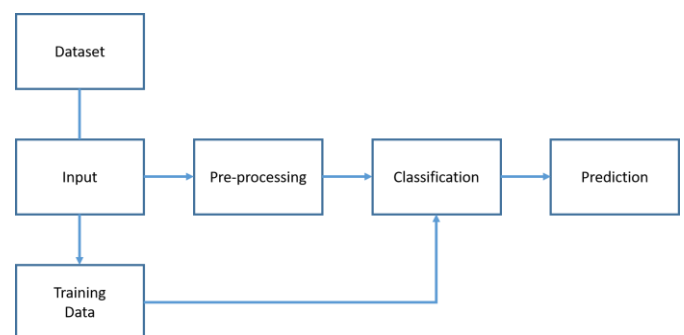 Dataset
Input
Pre-processing
Classification
Prediction
Training
Data